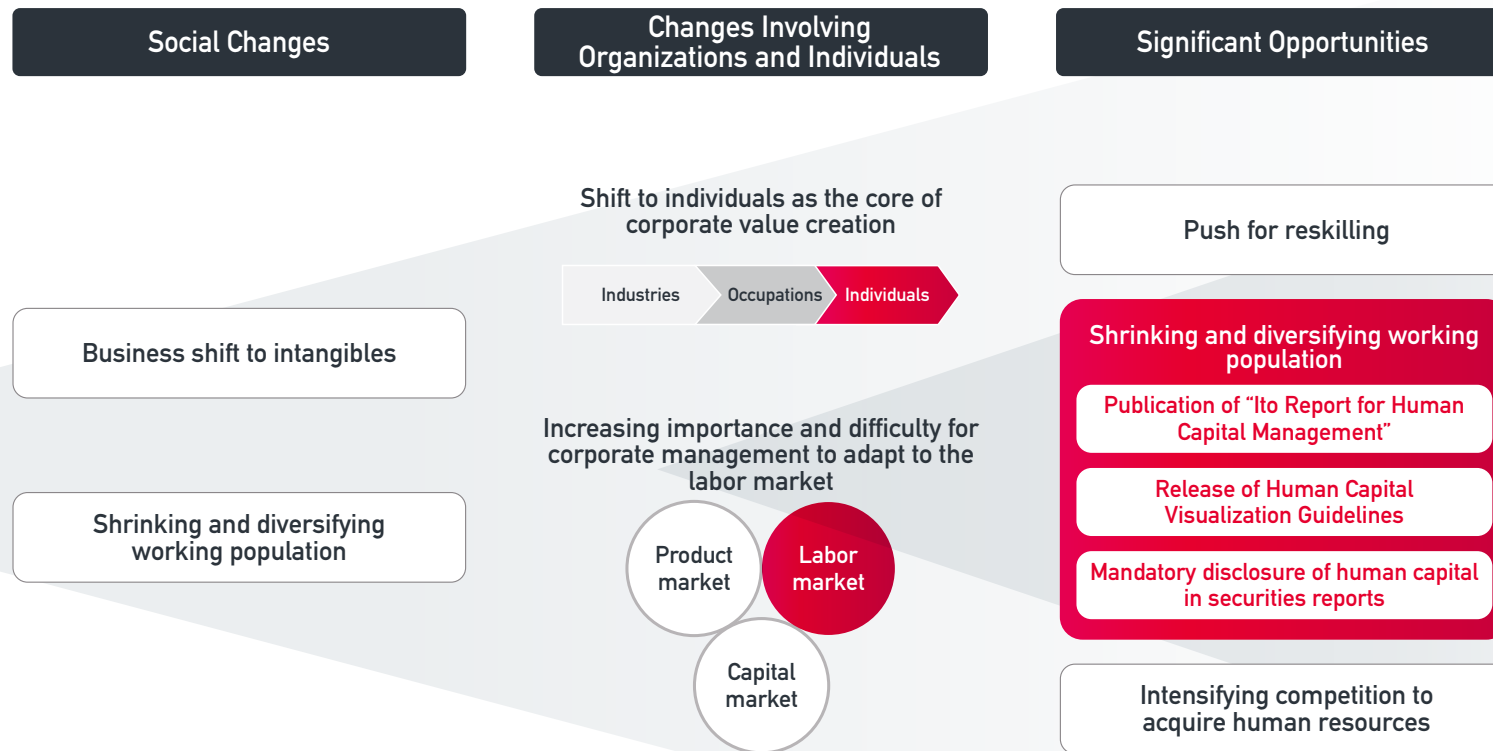 Social Changes
Changes Involving
Organizations and Individuals
Significant Opportunities
Business shift to intangibles
Shrinking and diversifying
working population
Shift to individuals as the core of
corporate value creation
Industries
Occupations
Individuals
Increasing importance and difficulty for
corporate management to adapt to the
labor market
Product
market
Labor
market
Capital
market
Push for reskilling
Shrinking and diversifying working
population
Publication of “Ito Report for Human
Capital Management”
Release of Human Capital
Visualization Guidelines
Mandatory disclosure of human capital
in securities reports
Intensifying competition to
acquire human resources